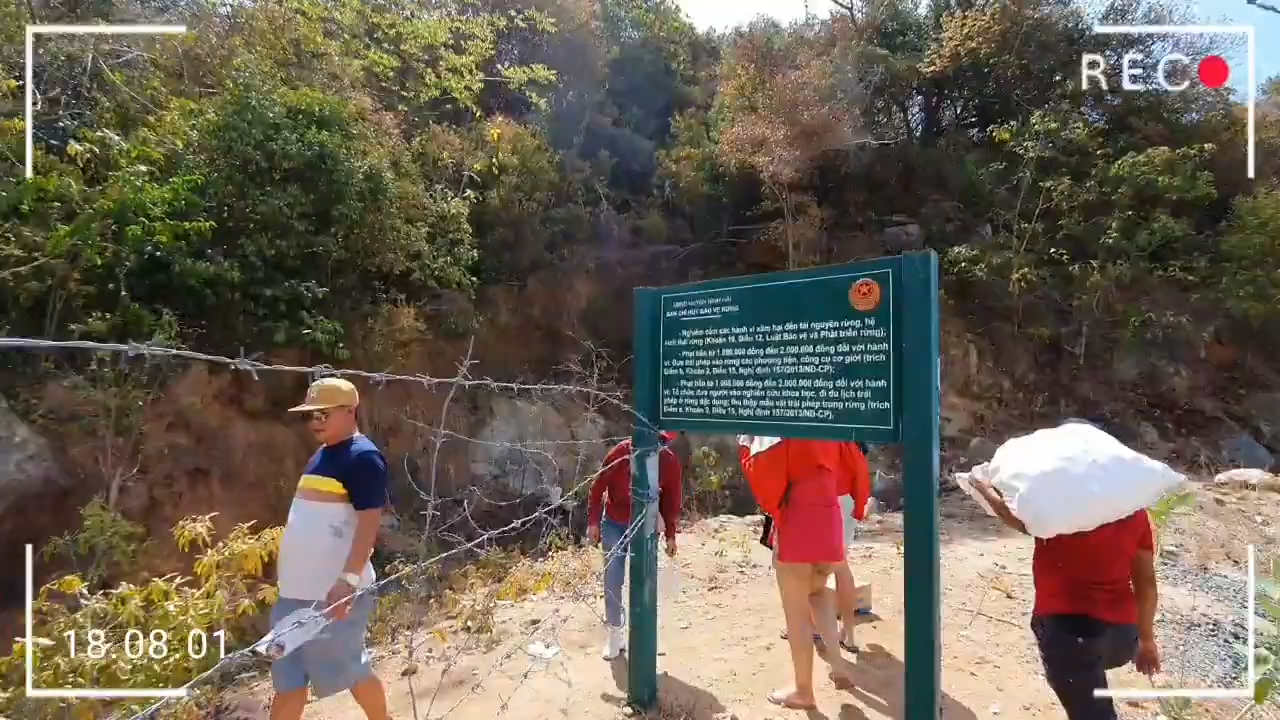 REC
UBND HUYỆN NINH HẢI
BAN CHỈ HUY BẢO VỆ RỪNG
- Nghiêm cấm các hành vi xâm hại đến tài nguyên rừng, hệ
sinh thái rừng (Khoản 16, Điều 12, Luật Bảo vệ và Phát triển rừng);
- Phạt tiền từ 1.000.000 đồng đến 2.000.000 đồng đối với hành
vi: Đưa trái phép vào rừng các phương tiện, công cụ cơ giới (trích
Điểm b, Khoản 2, Điều 15, Nghị định 157/2013/NĐ-CP);
- Phạt tiền từ 1.000.000 đồng đến 2.000.000 đồng đối với hành
vi: Tổ chức đưa người vào nghiên cứu khoa học, đi du lịch trái
phép ở rừng đặc dụng; thu thập mẫu vật trái phép trong rừng (trích
Khoản 2, Điều 15, Nghị định 157/2013/NĐ-CP).
18.08.01